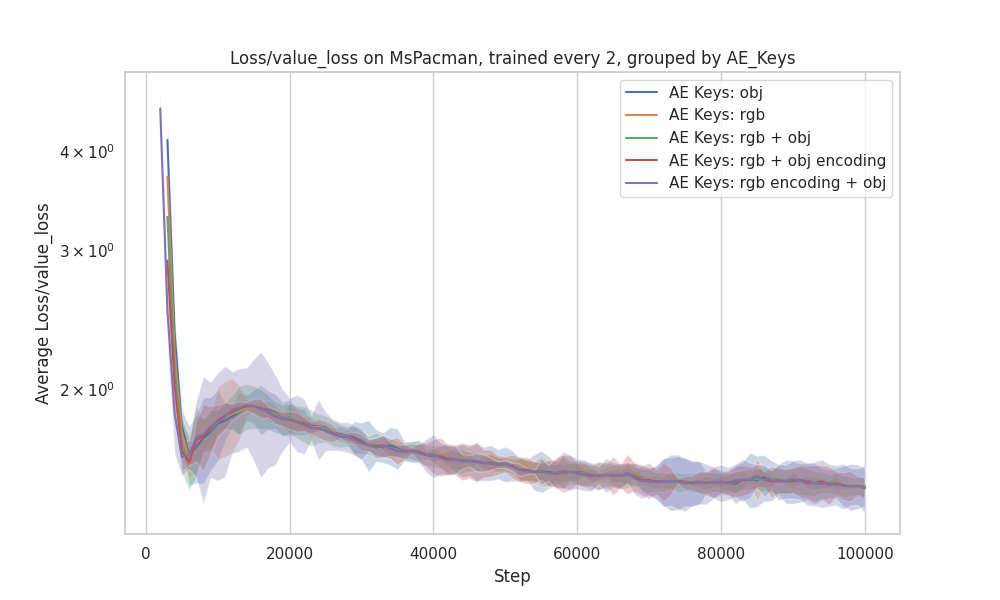 Loss/value_loss on MsPacman, trained every 2, grouped by AE_Keys
AE Keys: obj
AE Keys: rgb
AE Keys: rgb + obj
AE Keys: rgb + obj encoding
AE Keys: rgb encoding + obj
4 × 10⁰
3 × 10⁰
2 × 10⁰
Average Loss/value_loss
0 20000 40000 60000 80000 100000
Step